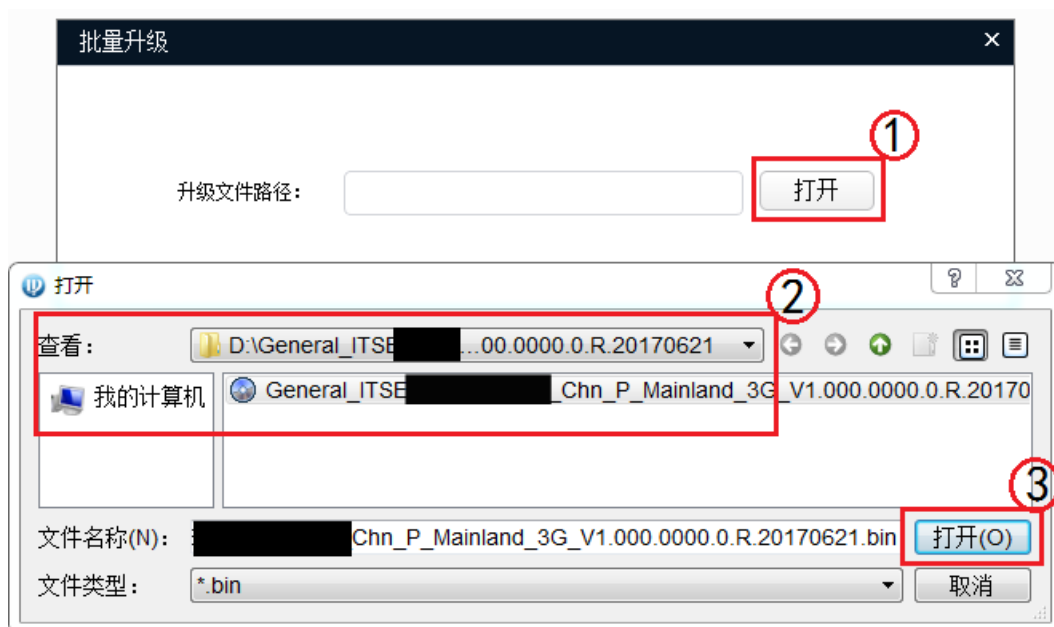 批量升级
①
升级文件路径：
打开
打开
②
查看：
D:\General_ITSE ...00.0000.0.R.20170621
我的计算机
General_ITSE _Chn_P_Mainland_3G_V1.000.0000.0.R.20170
③
文件名称(N)：
Chn_P_Mainland_3G_V1.000.0000.0.R.20170621.bin
打开(O)
文件类型：
*.bin
取消